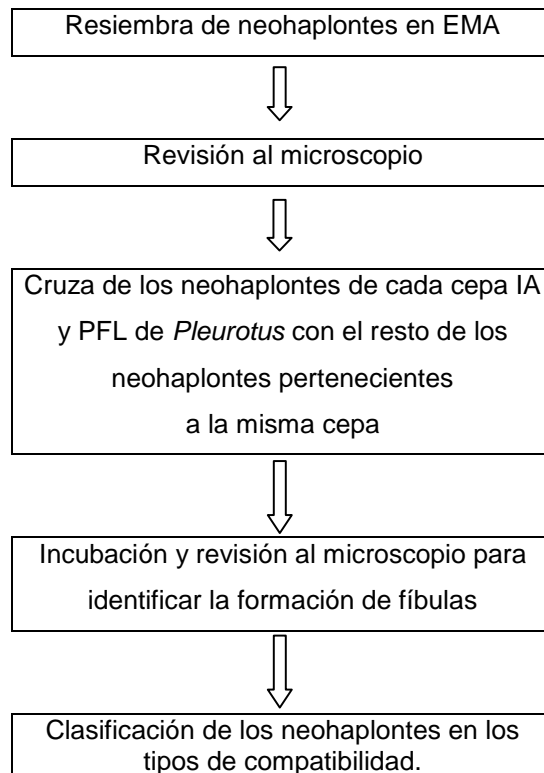 Resiembra de neohaplontes en EMA
Revisión al microscopio
Cruza de los neohaplontes de cada cepa IA
y PFL de Pleurotus con el resto de los
neohaplontes pertenecientes
a la misma cepa
Incubación y revisión al microscopio para
identificar la formación de fíbulas
Clasificación de los neohaplontes en los
tipos de compatibilidad.